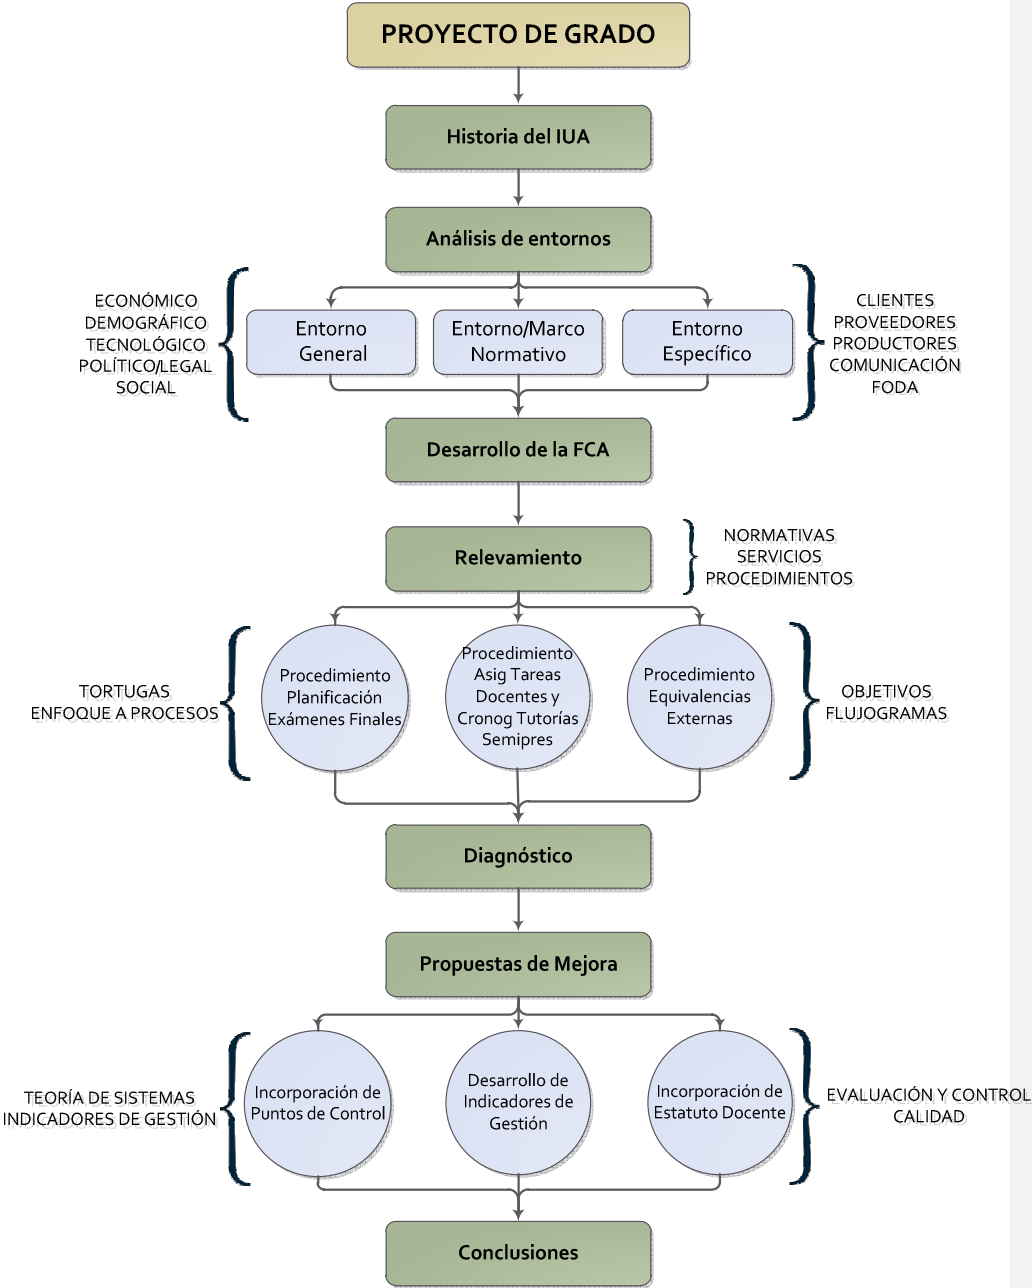 PROYECTO DE GRADO
Historia del IUA
Análisis de entornos
ECONÓMICO
DEMOGRÁFICO
TECNOLÓGICO
POLÍTICO/LEGAL
SOCIAL
Entorno
General
Entorno/Marco
Normativo
Entorno
Específico
CLIENTES
PROVEEDORES
PRODUCTORES
COMUNICACIÓN
FODA
Desarrollo de la FCA
Relevamiento
NORMATIVAS
SERVICIOS
PROCEDIMIENTOS
TORTUGAS
ENFOQUE A PROCESOS
Procedimiento
Planificación
Exámenes Finales
Procedimiento
Asig Tareas
Docentes y
Cronog Tutorías
Semipres
Procedimiento
Equivalencias
Externas
OBJETIVOS
FLUJOGRAMAS
Diagnóstico
Propuestas de Mejora
TEORÍA DE SISTEMAS
INDICADORES DE GESTIÓN
Incorporación de
Puntos de Control
Desarrollo de
Indicadores de
Gestión
Incorporación de
Estatuto Docente
EVALUACIÓN Y CONTROL
CALIDAD
Conclusiones